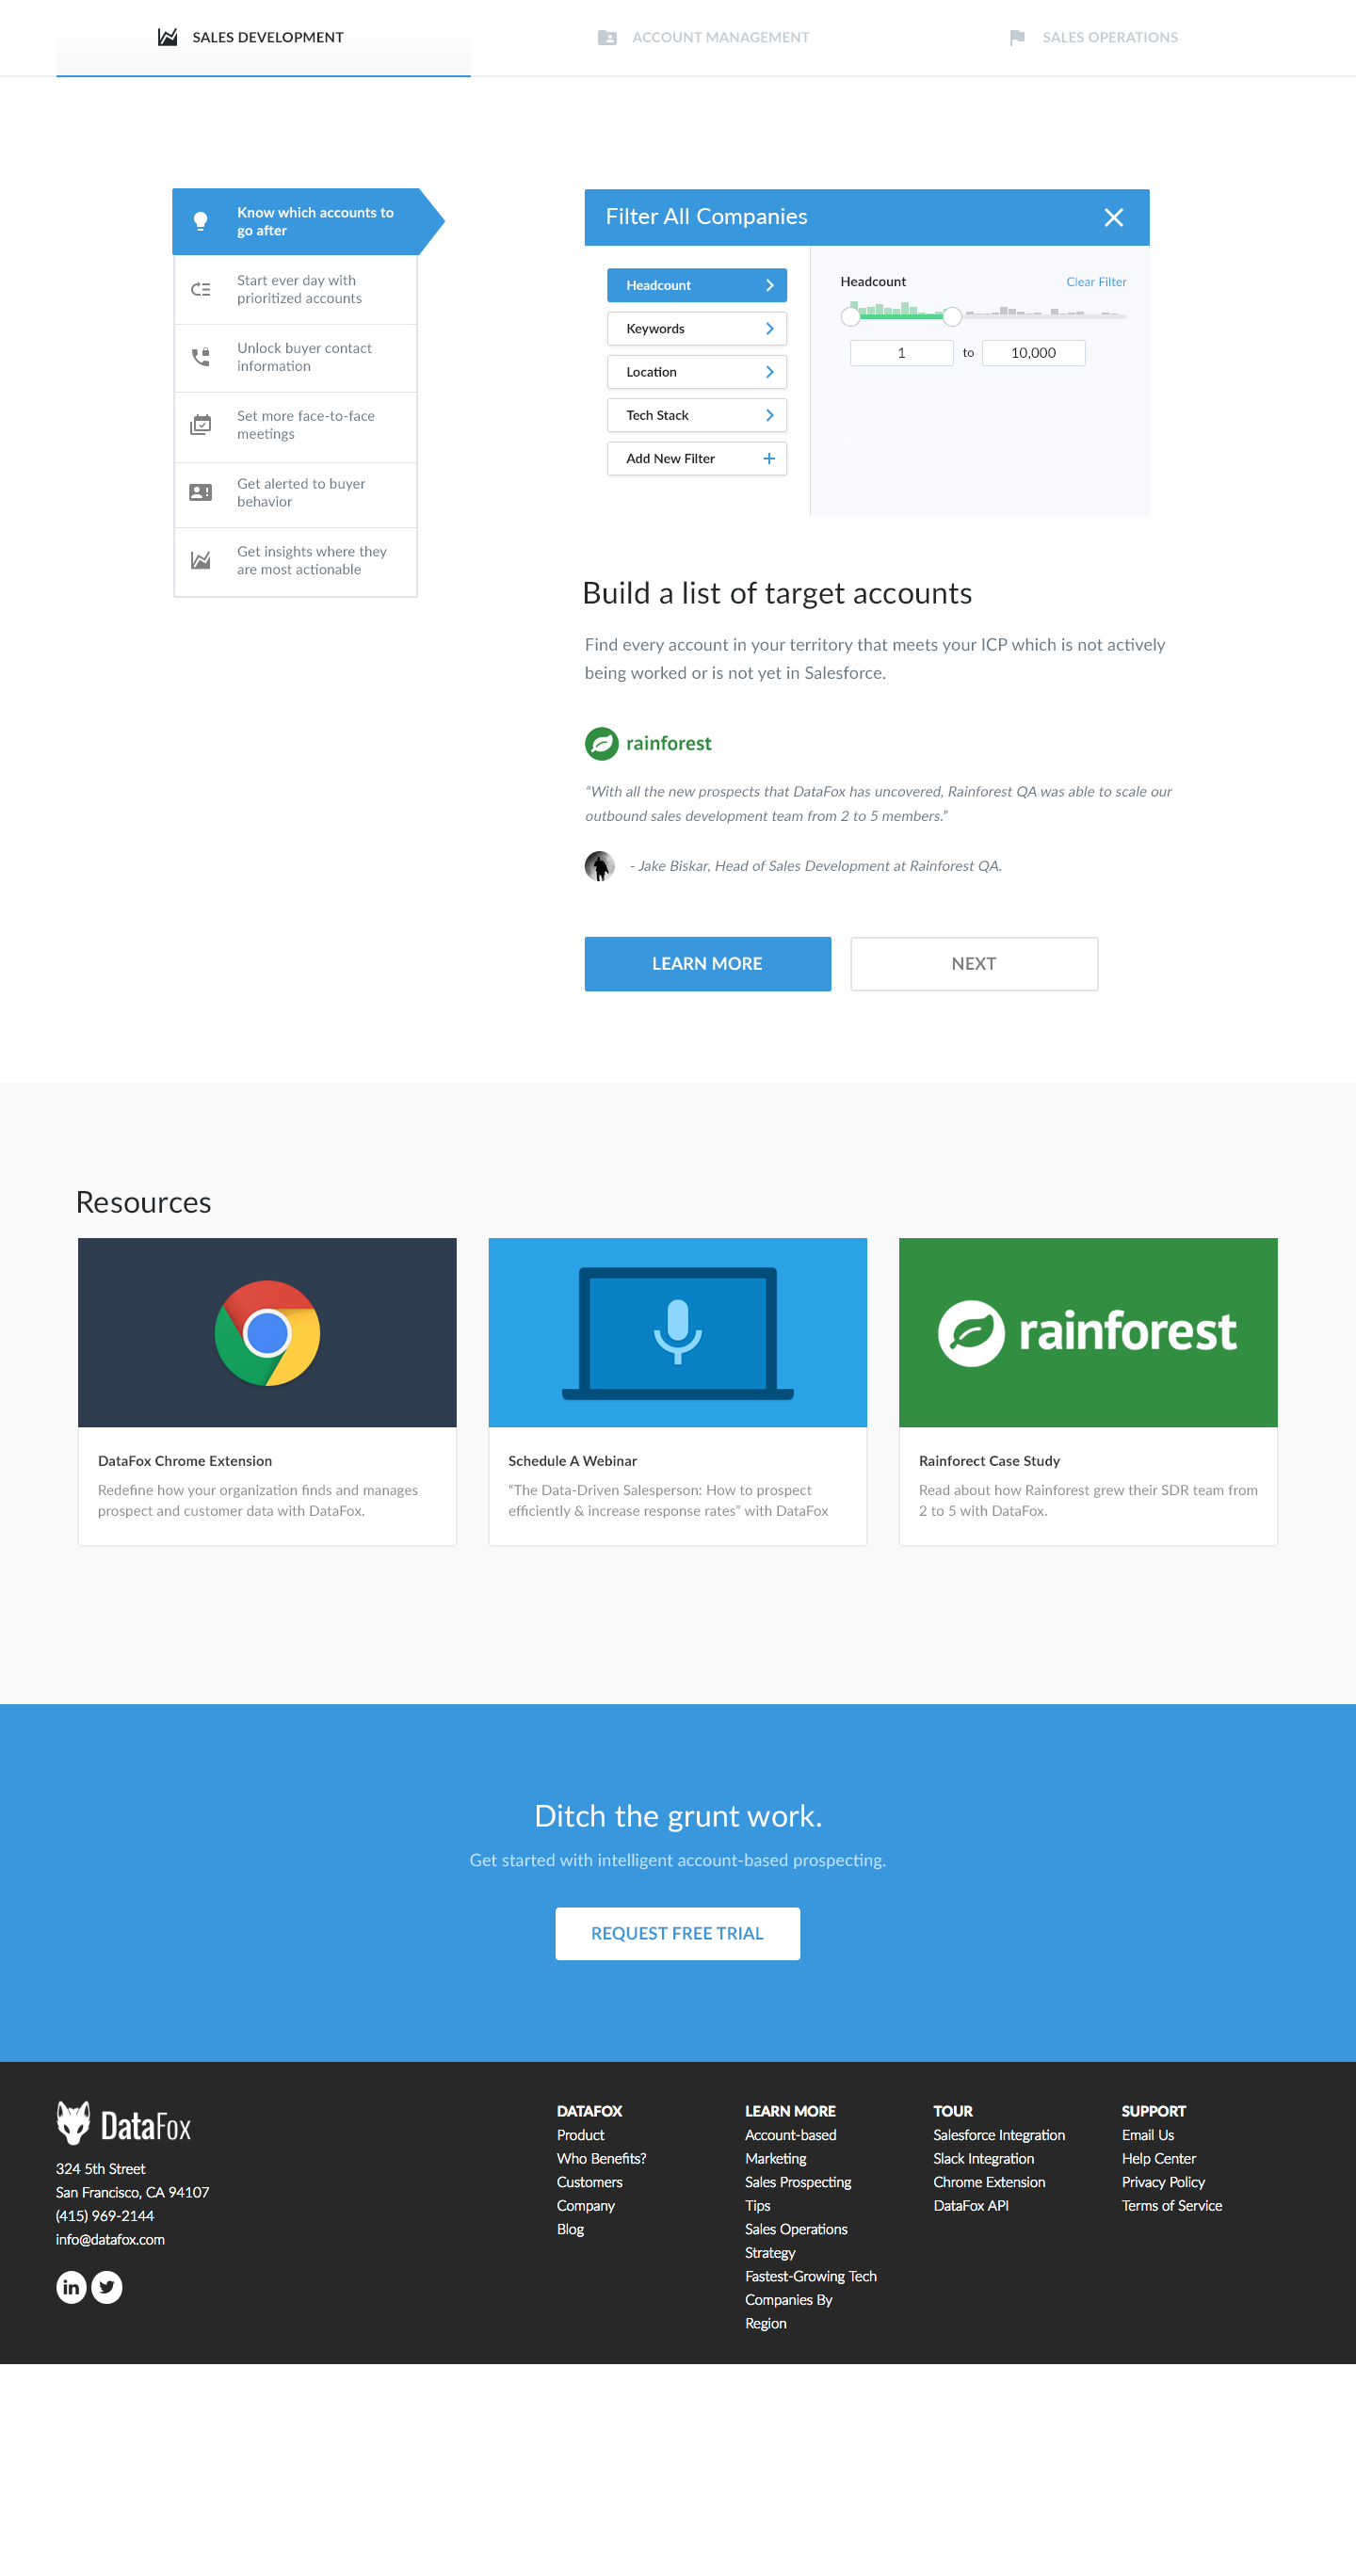 SALES DEVELOPMENT
ACCOUNT MANAGEMENT
SALES OPERATIONS
Know which accounts to
go after
Start ever day with
prioritized accounts
Unlock buyer contact
information
Set more face-to-face
meetings
Get alerted to buyer
behavior
Get insights where they
are most actionable
Filter All Companies
Headcount
Keywords
Location
Tech Stack
Add New Filter
Headcount
Clear Filter
1 to 10,000
Build a list of target accounts
Find every account in your territory that meets your ICP which is not actively
being worked or is not yet in Salesforce.
rainforest
“With all the new prospects that DataFox has uncovered, Rainforest QA was able to scale our
outbound sales development team from 2 to 5 members.”
- Jake Biskar, Head of Sales Development at Rainforest QA.
LEARN MORE
NEXT
Resources
DataFox Chrome Extension
Redefine how your organization finds and manages
prospect and customer data with DataFox.
Schedule A Webinar
“The Data-Driven Salesperson: How to prospect
efficiently & increase response rates” with DataFox
rainforest
Rainforect Case Study
Read about how Rainforest grew their SDR team from
2 to 5 with DataFox.
Ditch the grunt work.
Get started with intelligent account-based prospecting.
REQUEST FREE TRIAL
DataFox
324 5th Street
San Francisco, CA 94107
(415) 969-2144
info@datafox.com
in
DATAFOX
Product
Who Benefits?
Customers
Company
Blog
LEARN MORE
Account-based
Marketing
Sales Prospecting
Tips
Sales Operations
Strategy
Fastest-Growing Tech
Companies By
Region
TOUR
Salesforce Integration
Slack Integration
Chrome Extension
DataFox API
SUPPORT
Email Us
Help Center
Privacy Policy
Terms of Service